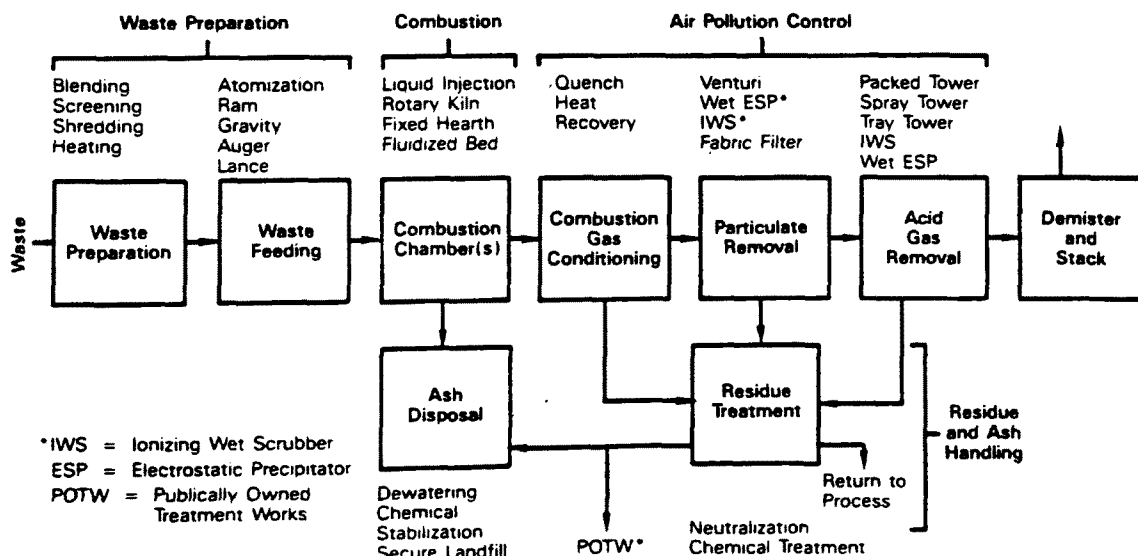 Waste Preparation
Combustion
Air Pollution Control
Blending
Screening
Shredding
Heating
Atomization
Ram
Gravity
Auger
Lance
Liquid Injection
Rotary Kiln
Fixed Hearth
Fluidized Bed
Quench
Heat
Recovery
Venturi
Wet ESP*
IWS*
Fabric Filter
Packed Tower
Spray Tower
Tray Tower
IWS
Wet ESP
Waste
Waste
Preparation
Waste
Feeding
Combustion
Chamber(s)
Combustion
Gas
Conditioning
Particulate
Removal
Acid
Gas
Removal
Demister
and
Stack
Ash
Disposal
Residue
Treatment
Residue
and Ash
Handling
*IWS = Ionizing Wet Scrubber
ESP = Electrostatic Precipitator
POTW = Publically Owned
Treatment Works
Dewatering
Chemical
Stabilization
Secure Landfill
POTW*
Return to
Process
Neutralization
Chemical Treatment